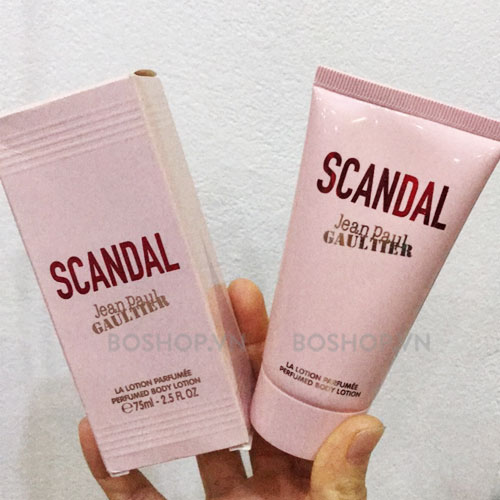 SCANDAL
Jean Paul
GAULTIER
LA LOTION PARFUMÉE
PERFUMED BODY LOTION
℮75ml - 2.5 FL OZ
SCANDAL
Jean Paul
GAULTIER
LA LOTION PARFUMÉE
PERFUMED BODY LOTION
BOSHOP.VN
BOSHOP.VN